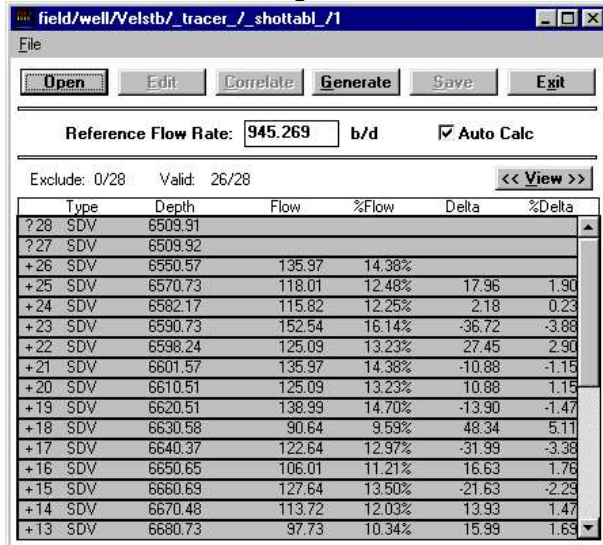 field/well/Velstb/_tracer_/_shottabl_/1
File
Open Edit Correlate Generate Save Exit
Reference Flow Rate: 945.269 b/d Auto Calc
Exclude: 0/28 Valid: 26/28 << View >>
Type Depth Flow %Flow Delta %Delta
?28 SDV 6509.91
?27 SDV 6509.92
+26 SDV 6550.57 135.97 14.38%
+25 SDV 6570.73 118.01 12.48% 17.96 1.90
+24 SDV 6582.17 115.82 12.25% 2.18 0.23
+23 SDV 6590.73 152.54 16.14% -36.72 -3.88
+22 SDV 6598.24 125.09 13.23% 27.45 2.90
+21 SDV 6601.57 135.97 14.38% -10.88 -1.15
+20 SDV 6610.51 125.09 13.23% 10.88 1.15
+19 SDV 6620.51 138.99 14.70% -13.90 -1.47
+18 SDV 6630.58 90.64 9.59% 48.34 5.11
+17 SDV 6640.37 122.64 12.97% -31.99 -3.38
+16 SDV 6650.65 106.01 11.21% 16.63 1.76
+15 SDV 6660.69 127.64 13.50% -21.63 -2.29
+14 SDV 6670.48 113.72 12.03% 13.93 1.47
+13 SDV 6680.73 97.73 10.34% 15.99 1.69